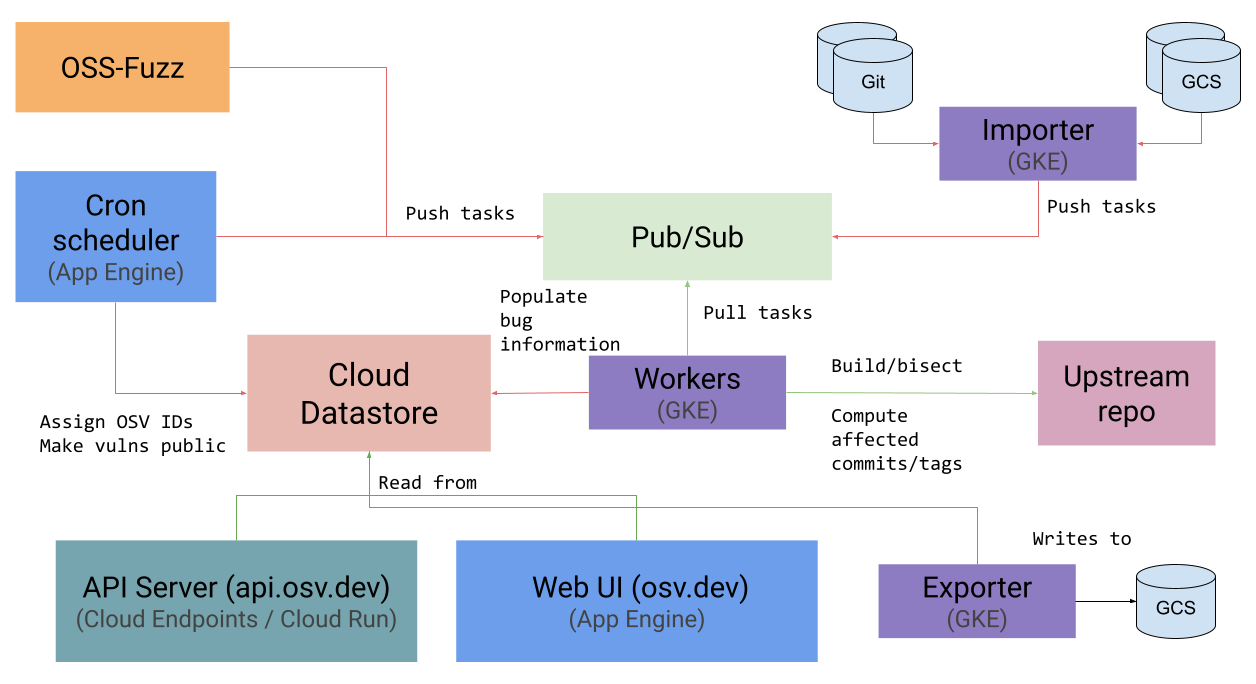 OSS-Fuzz
Git
GCS
Importer
(GKE)
Cron
scheduler
(App Engine)
Push tasks
Pub/Sub
Push tasks
Populate
bug
information
Pull tasks
Cloud
Datastore
Workers
(GKE)
Build/bisect
Compute
affected
commits/tags
Upstream
repo
Assign OSV IDs
Make vulns public
Read from
API Server (api.osv.dev)
(Cloud Endpoints / Cloud Run)
Web UI (osv.dev)
(App Engine)
Exporter
(GKE)
Writes to
GCS